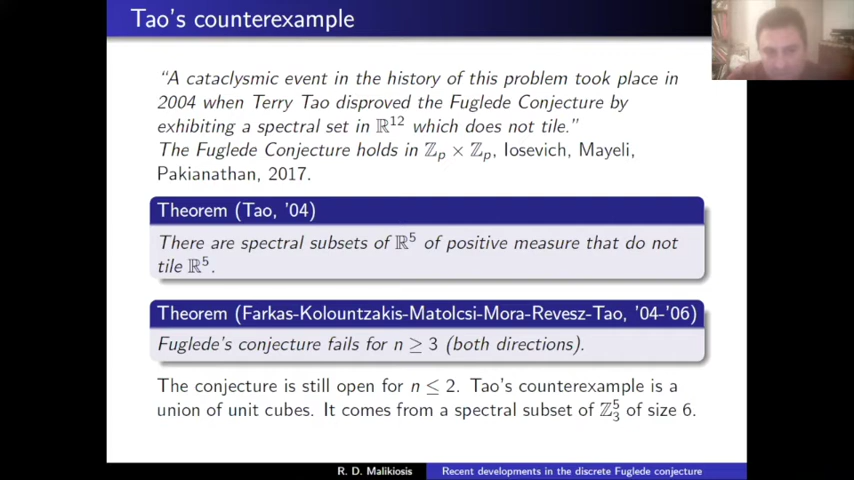 Tao's counterexample
“A cataclysmic event in the history of this problem took place in
2004 when Terry Tao disproved the Fuglede Conjecture by
exhibiting a spectral set in ℝ¹² which does not tile.”
The Fuglede Conjecture holds in ℤₚ × ℤₚ, Iosevich, Mayeli,
Pakianathan, 2017.
Theorem (Tao, '04)
There are spectral subsets of ℝ⁵ of positive measure that do not
tile ℝ⁵.
Theorem (Farkas-Kolountzakis-Matolcsi-Mora-Revesz-Tao, '04-'06)
Fuglede's conjecture fails for n ≥ 3 (both directions).
The conjecture is still open for n ≤ 2. Tao's counterexample is a
union of unit cubes. It comes from a spectral subset of ℤ₃⁵ of size 6.
R. D. Malikiosis Recent developments in the discrete Fuglede conjecture